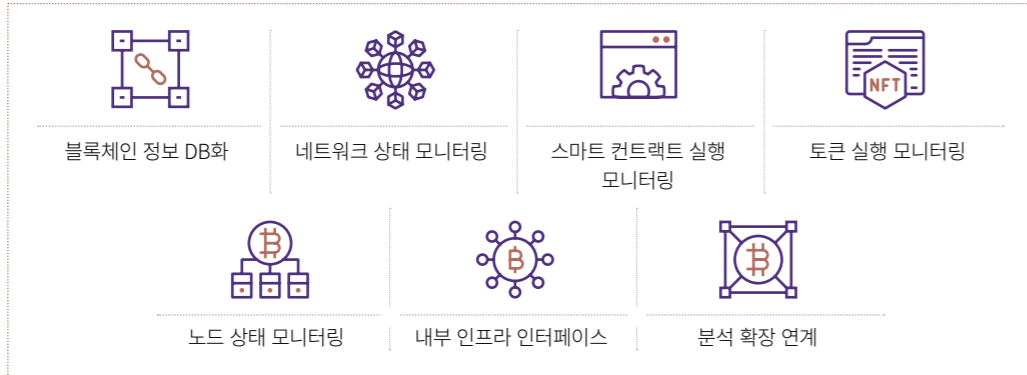 NFT
블록체인 정보 DB화
네트워크 상태 모니터링
스마트 컨트랙트 실행
모니터링
토큰 실행 모니터링
노드 상태 모니터링
내부 인프라 인터페이스
분석 확장 연계